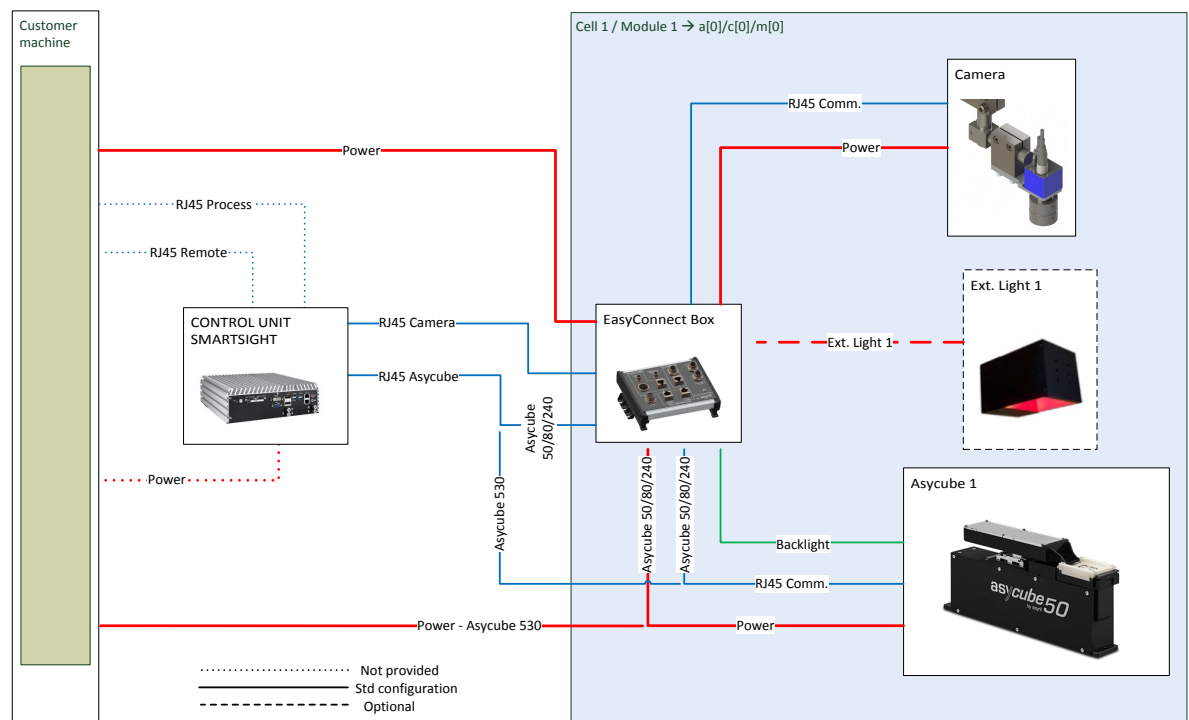 Customer
machine
Cell 1 / Module 1 → a[0]/c[0]/m[0]
Camera
RJ45 Comm.
Power
Power
RJ45 Process
RJ45 Remote
Ext. Light 1
CONTROL UNIT
SMARTSIGHT
EasyConnect Box
RJ45 Camera
Ext. Light 1
RJ45 Asycube
Asycube
50/80/240
Power
Asycube 530
Asycube 50/80/240
Asycube 50/80/240
Asycube 1
Backlight
RJ45 Comm.
asycube50
by asyril
Power - Asycube 530
Power
Not provided
Std configuration
Optional